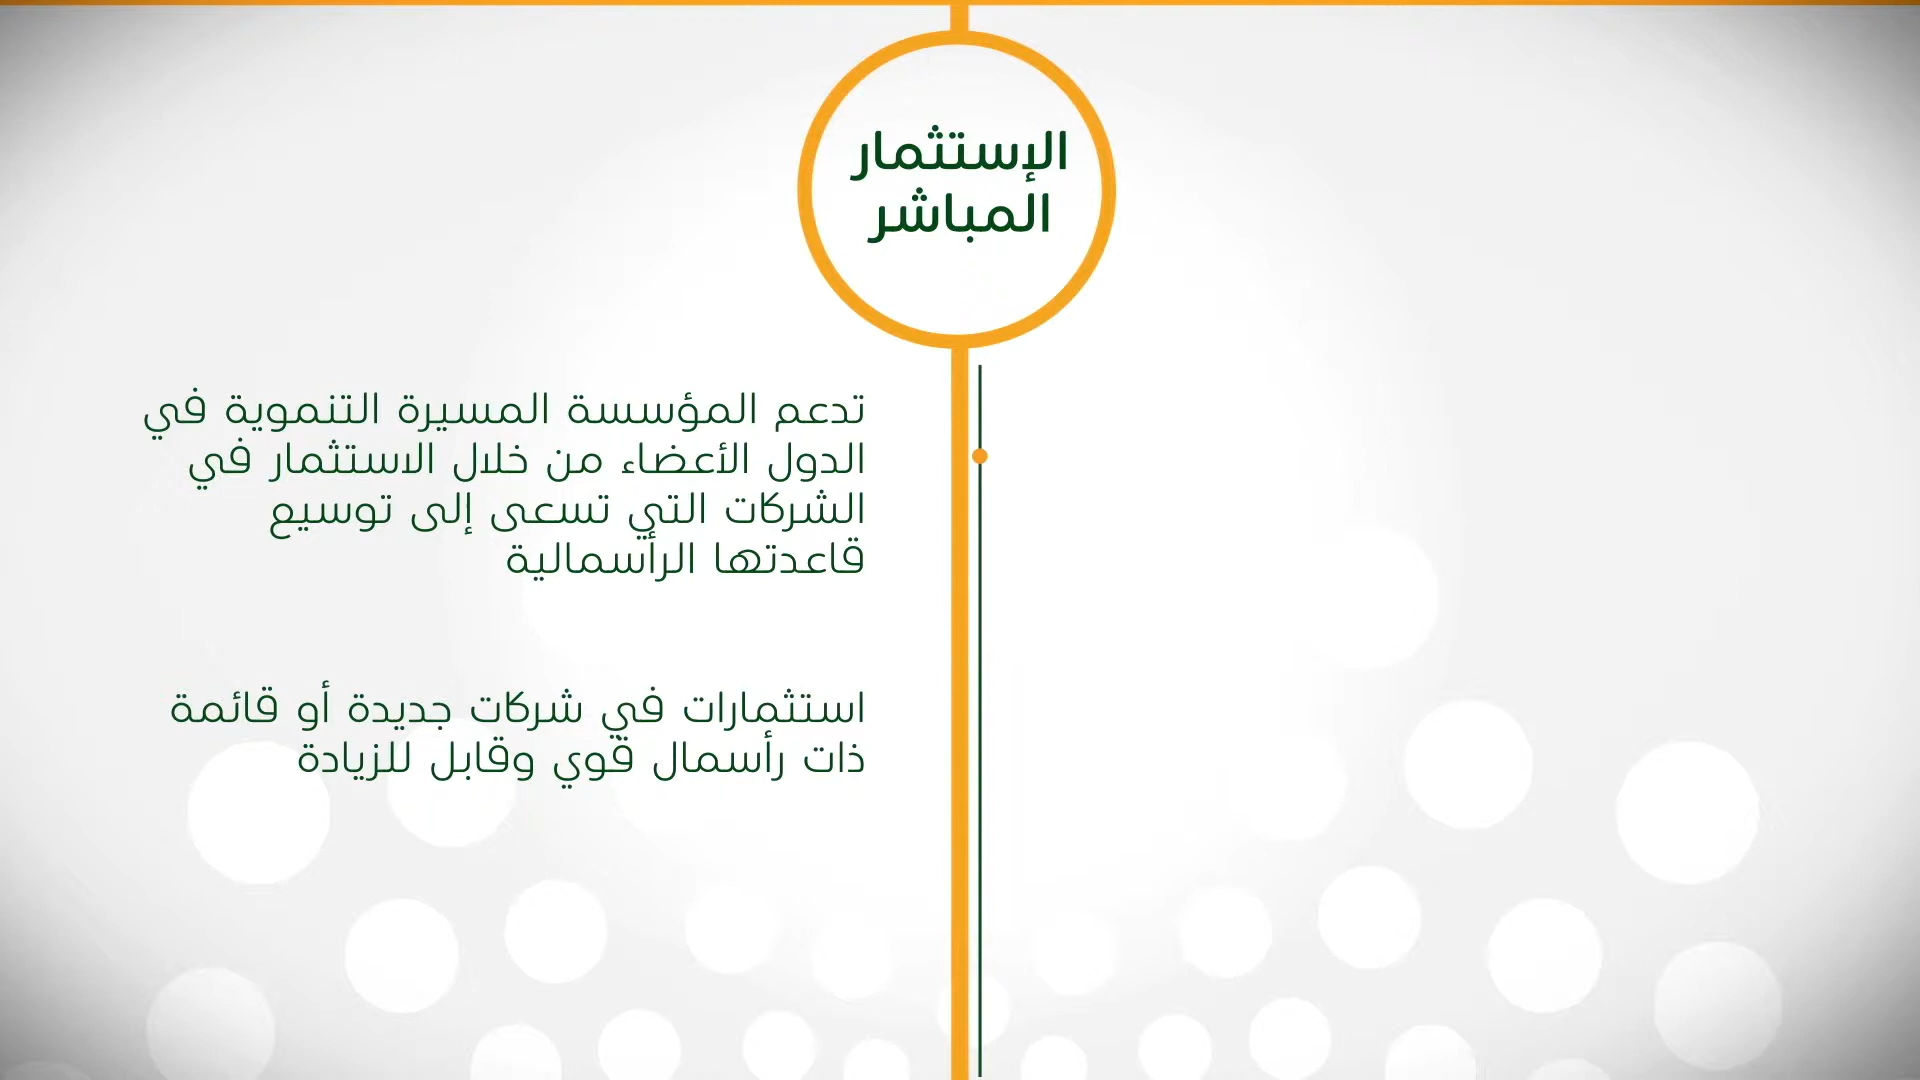 الإستثمار
المباشر
تدعم المؤسسة المسيرة التنموية في
الدول الأعضاء من خلال الاستثمار في
الشركات التي تسعى إلى توسيع
قاعدتها الرأسمالية
استثمارات في شركات جديدة أو قائمة
ذات رأسمال قوي وقابل للزيادة